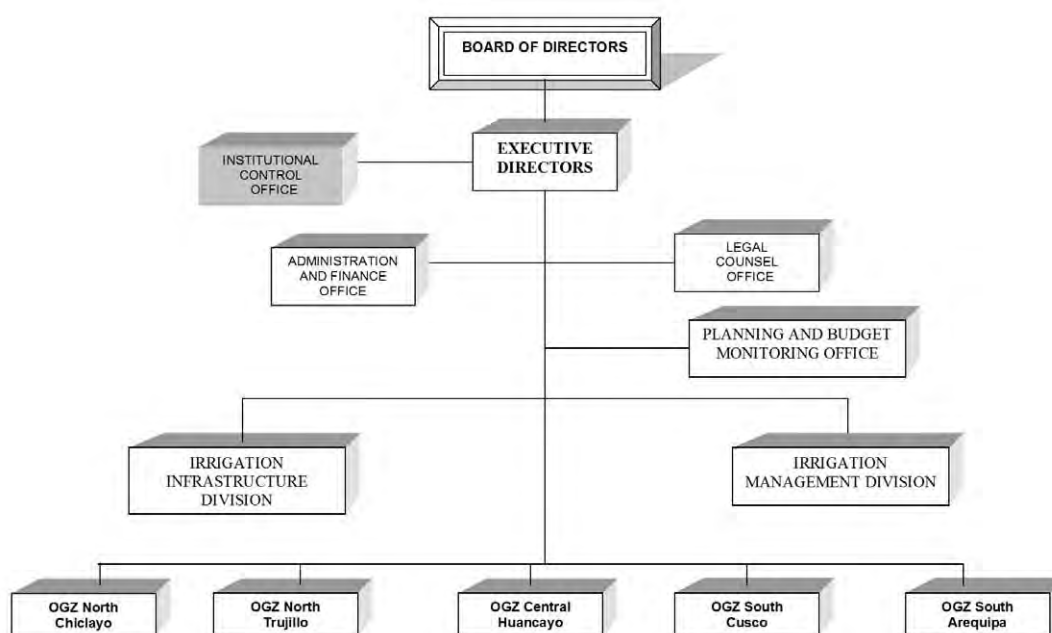 BOARD OF DIRECTORS
EXECUTIVE
DIRECTORS
INSTITUTIONAL
CONTROL
OFFICE
ADMINISTRATION
AND FINANCE
OFFICE
LEGAL
COUNSEL
OFFICE
PLANNING AND BUDGET
MONITORING OFFICE
IRRIGATION
INFRASTRUCTURE
DIVISION
IRRIGATION
MANAGEMENT DIVISION
OGZ North
Chiclayo
OGZ North
Trujillo
OGZ Central
Huancayo
OGZ South
Cusco
OGZ South
Arequipa